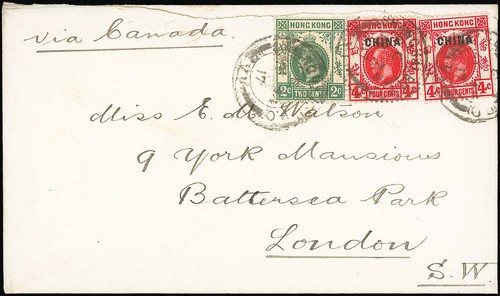 via Canada.
HONG KONG HONG KONG HONG KONG
CHINA CHINA
2c TWO CENTS 2c 4c FOUR CENTS 4c 4c FOUR CENTS 4c
Miss E. M. Watson
9 York Mansions
Battersea Park
London
S.W.